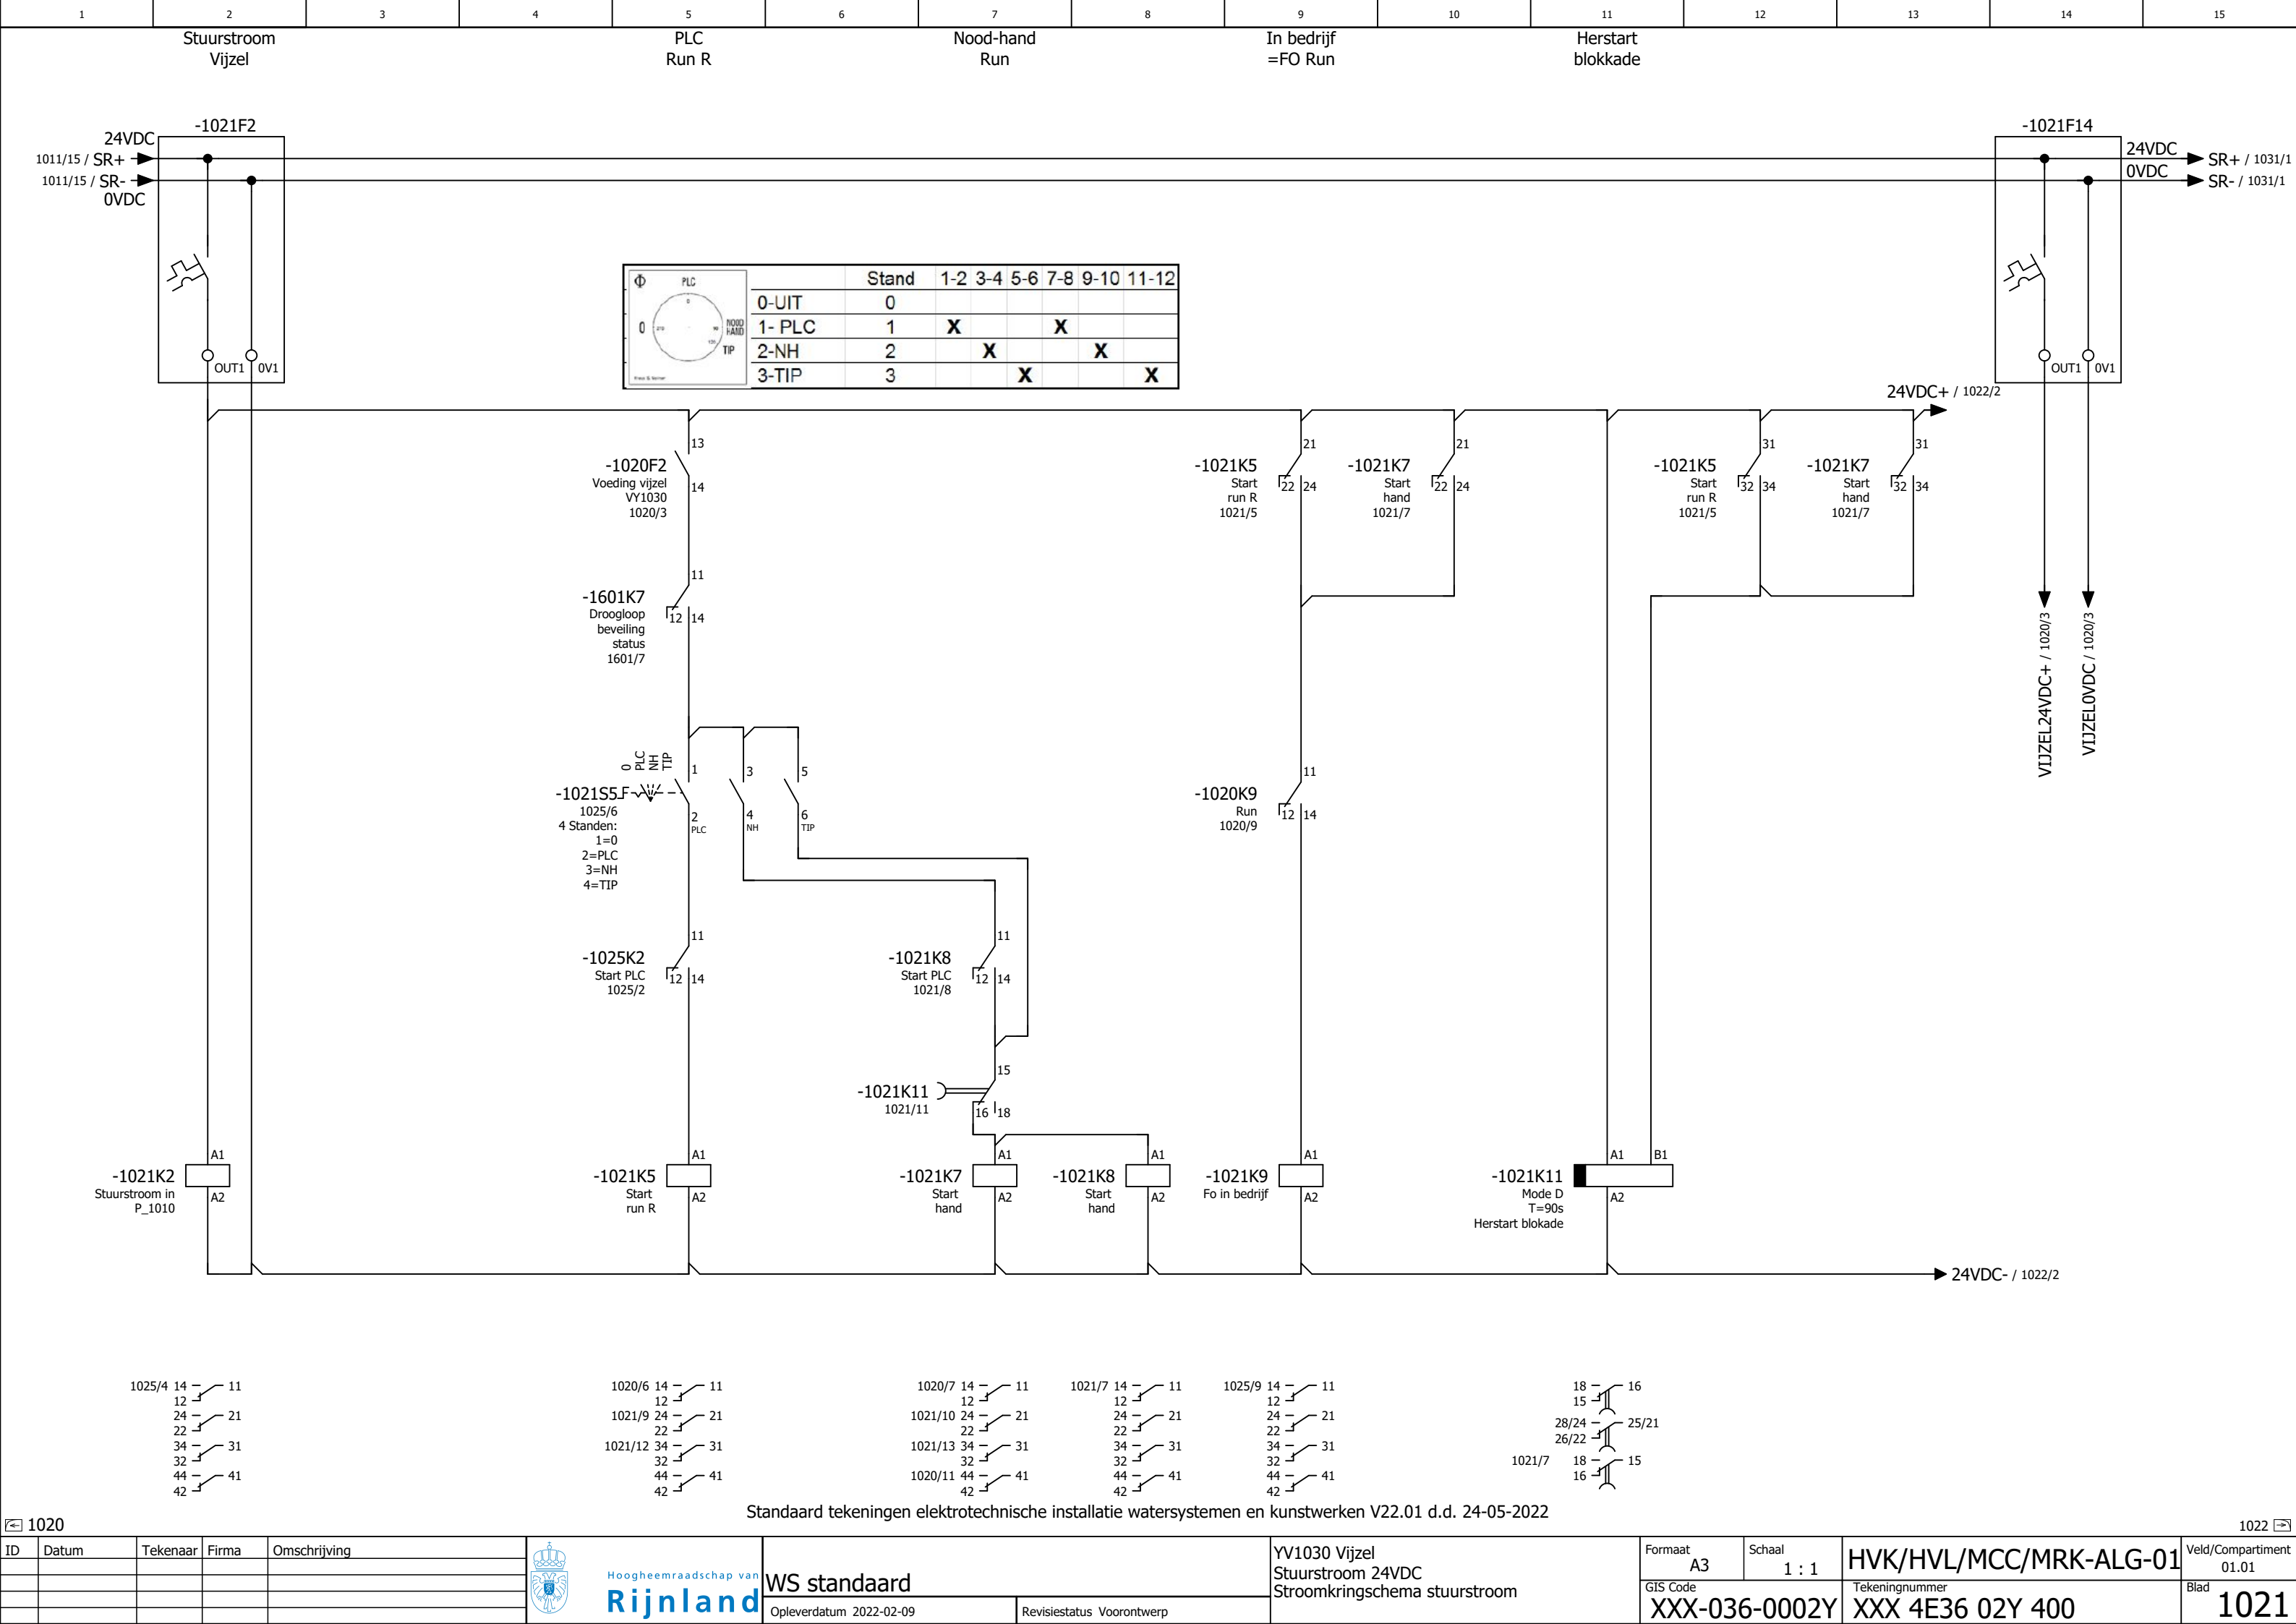 1 2 3 4 5 6 7 8 9 10 11 12 13 14 15
Stuurstroom
Vijzel
PLC
Run R
Nood-hand
Run
In bedrijf
=FO Run
Herstart
blokkade
-1021F2
24VDC
1011/15 / SR+
1011/15 / SR-
0VDC
OUT1 0V1
-1021F14
24VDC
SR+ / 1031/1
0VDC
SR- / 1031/1
OUT1 0V1
PLC
0
NOOD
HAND
TIP
Stand 1-2 3-4 5-6 7-8 9-10 11-12
0-UIT 0
1- PLC 1 X X
2-NH 2 X X
3-TIP 3 X X
24VDC+ / 1022/2
13
-1020F2
Voeding vijzel
VY1030
1020/3
14
11
-1601K7
Droogloop
beveiling
status
1601/7
12 14
0
PLC
NH
TIP
-1021S5
1025/6
4 Standen:
1=0
2=PLC
3=NH
4=TIP
1
2
PLC
3
4
NH
5
6
TIP
11
-1025K2
Start PLC
1025/2
12 14
11
-1021K8
Start PLC
1021/8
12 14
15
-1021K11
1021/11
16 18
21
-1021K5
Start
run R
1021/5
22 24
21
-1021K7
Start
hand
1021/7
22 24
31
-1021K5
Start
run R
1021/5
32 34
31
-1021K7
Start
hand
1021/7
32 34
11
-1020K9
Run
1020/9
12 14
VIJZEL24VDC+ / 1020/3
VIJZEL0VDC / 1020/3
A1
-1021K2
Stuurstroom in
P_1010
A2
A1
-1021K5
Start
run R
A2
A1
-1021K7
Start
hand
A2
A1
-1021K8
Start
hand
A2
A1
-1021K9
Fo in bedrijf
A2
A1 B1
-1021K11
Mode D
T=90s
Herstart blokade
A2
24VDC- / 1022/2
1025/4 14 11
12
24 21
22
34 31
32
44 41
42
1020/6 14 11
12
1021/9 24 21
22
1021/12 34 31
32
44 41
42
1020/7 14 11
12
1021/10 24 21
22
1021/13 34 31
32
1020/11 44 41
42
1021/7 14 11
12
24 21
22
34 31
32
44 41
42
1025/9 14 11
12
24 21
22
34 31
32
44 41
42
18 16
15
28/24 25/21
26/22
1021/7 18 15
16
Standaard tekeningen elektrotechnische installatie watersystemen en kunstwerken V22.01 d.d. 24-05-2022
1020
1022
ID Datum Tekenaar Firma Omschrijving
Hoogheemraadschap van
Rijnland
WS standaard
Opleverdatum 2022-02-09
Revisiestatus Voorontwerp
YV1030 Vijzel
Stuurstroom 24VDC
Stroomkringschema stuurstroom
Formaat
A3
Schaal
1 : 1
HVK/HVL/MCC/MRK-ALG-01
Veld/Compartiment
01.01
GIS Code
XXX-036-0002Y
Tekeningnummer
XXX 4E36 02Y 400
Blad
1021